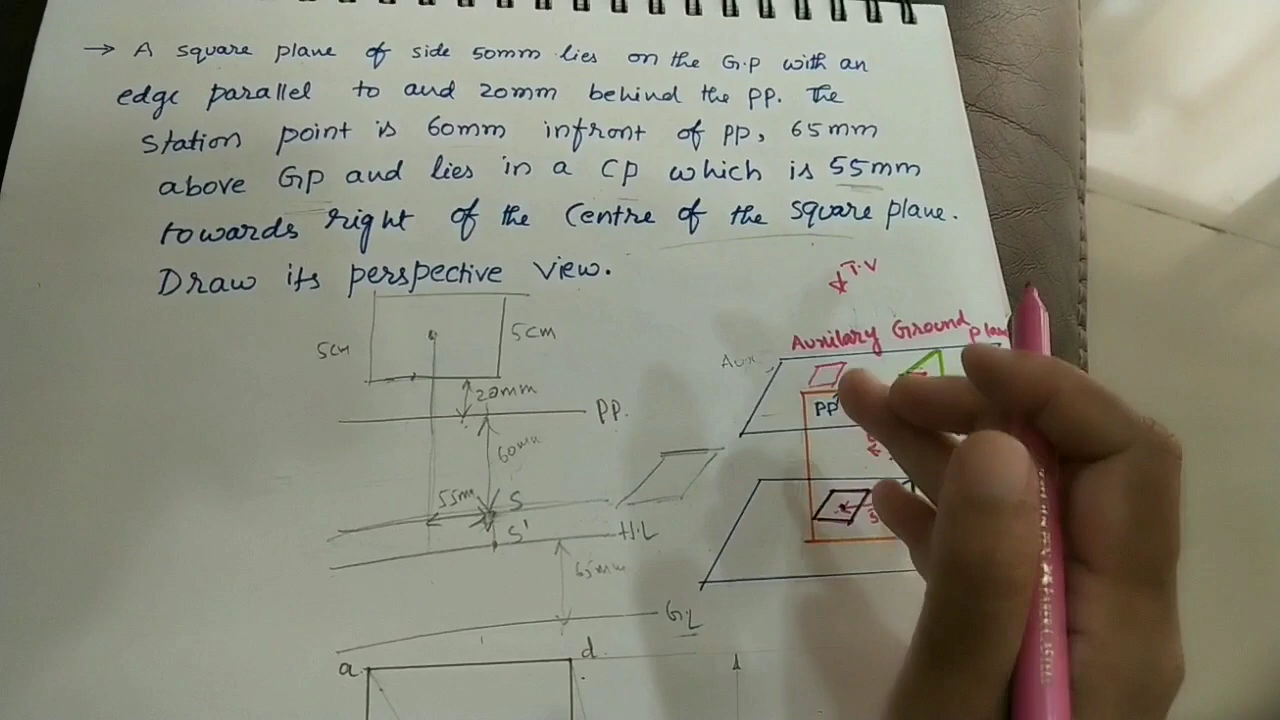 → A square plane of side 50mm lies on the G.P with an
edge parallel to and 20mm behind the PP. The
Station point is 60mm infront of PP, 65mm
above GP and lies in a CP which is 55mm
towards right of the Centre of the square plane.
Draw its perspective view.
T.V
Auxilary Ground plane
Aux.
5cm
5cm
20mm
PP.
PP
60mm
55m
S
S'
H.L
65mm
G.L
a
d